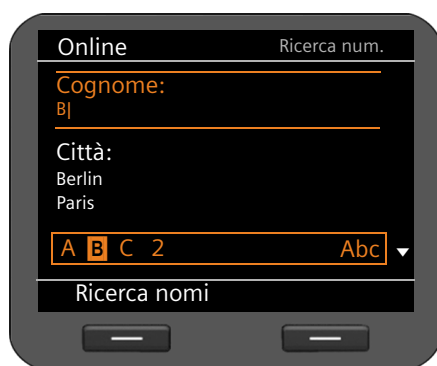 Online Ricerca num.
Cognome:
B|
Città:
Berlin
Paris
A B C 2 Abc
Ricerca nomi